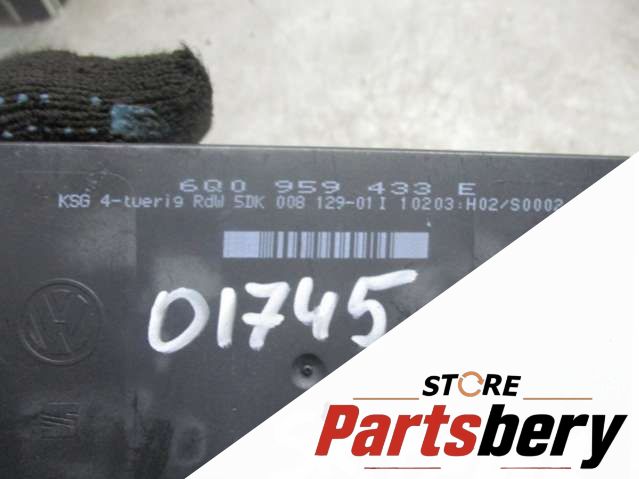 6Q0 959 433 E
KSG 4-tuerig RdW 5DK 008 129-01 I 10203:H02/S0002
01745
STORE
Partsbery